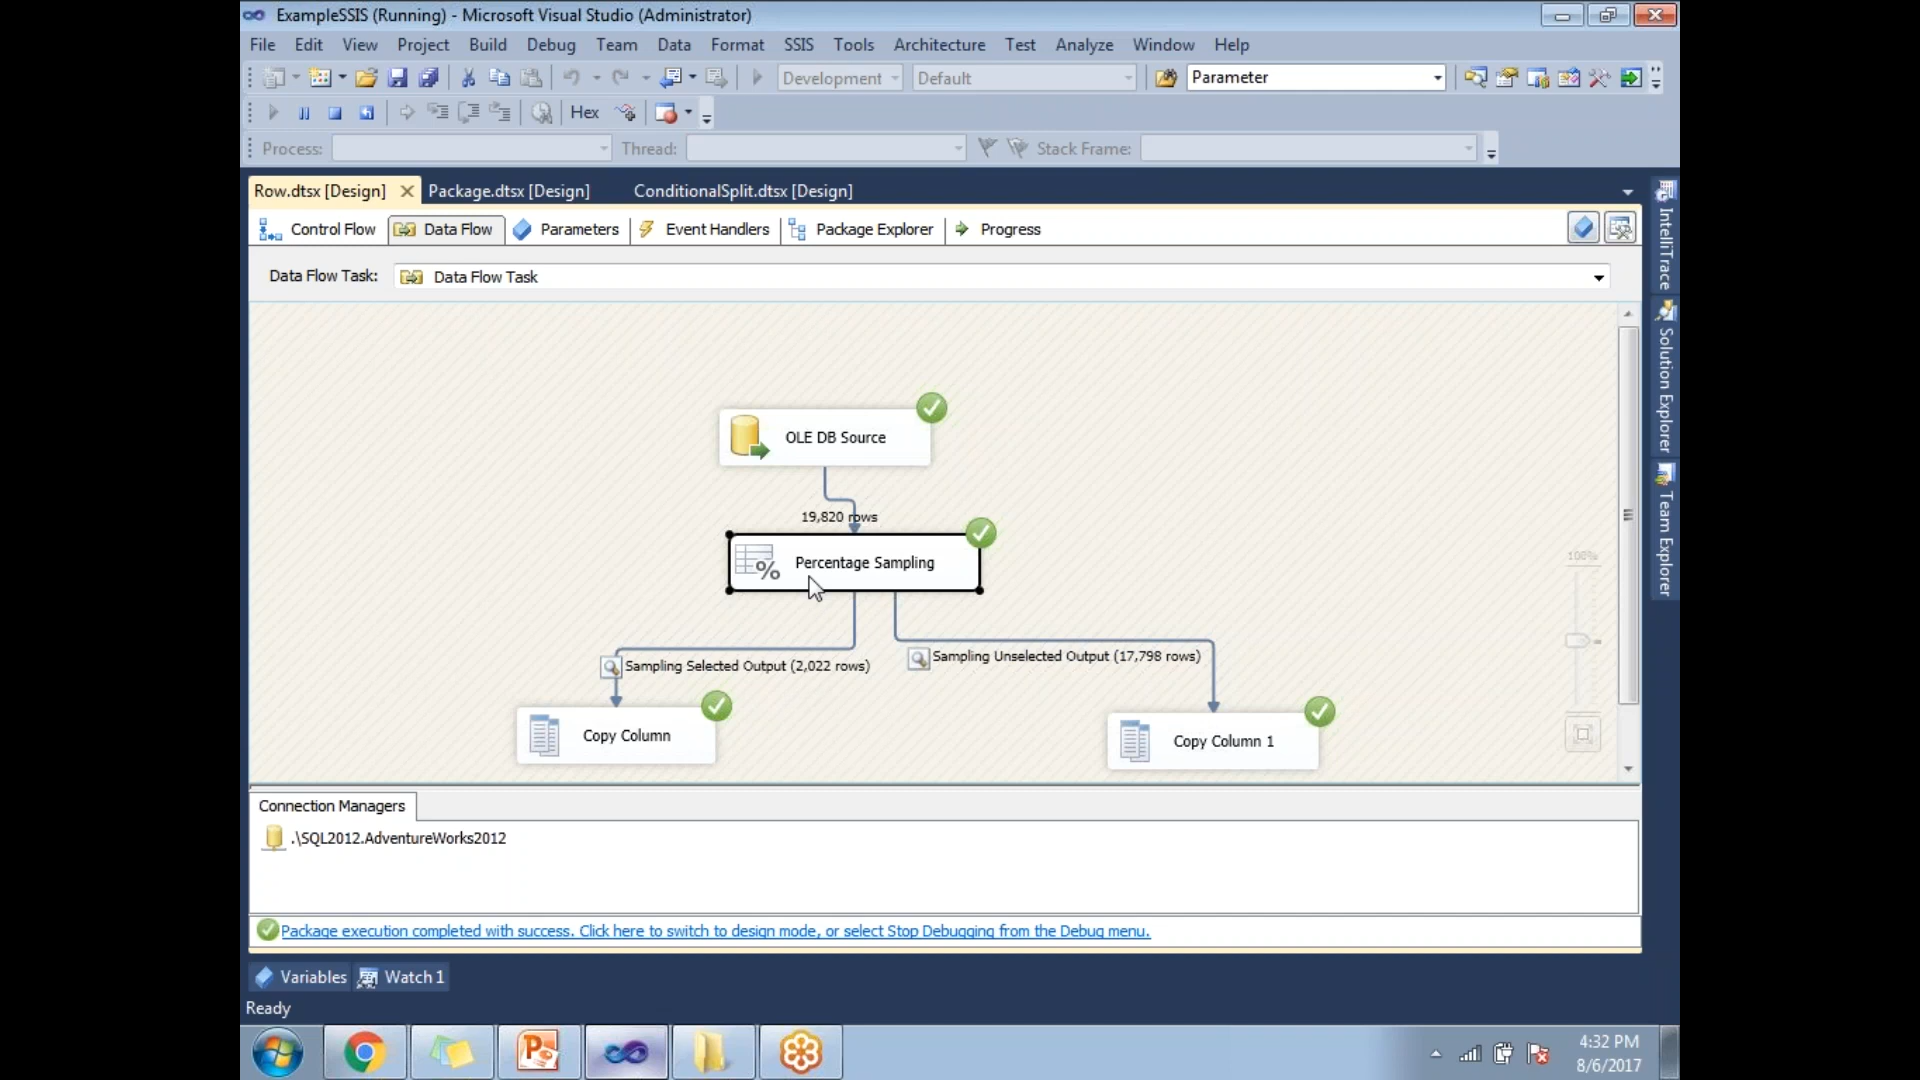 ExampleSSIS (Running) - Microsoft Visual Studio (Administrator)
File Edit View Project Build Debug Team Data Format SSIS Tools Architecture Test Analyze Window Help
Development Default Parameter
Hex
Process: Thread: Stack Frame:
Row.dtsx [Design] Package.dtsx [Design] ConditionalSplit.dtsx [Design]
Control Flow Data Flow Parameters Event Handlers Package Explorer Progress
Data Flow Task: Data Flow Task
OLE DB Source
19,820 rows
Percentage Sampling
100%
Sampling Selected Output (2,022 rows)
Sampling Unselected Output (17,798 rows)
Copy Column
Copy Column 1
IntelliTrace
Solution Explorer
Team Explorer
Connection Managers
.\SQL2012.AdventureWorks2012
Package execution completed with success. Click here to switch to design mode, or select Stop Debugging from the Debug menu.
Variables Watch 1
Ready
4:32 PM
8/6/2017